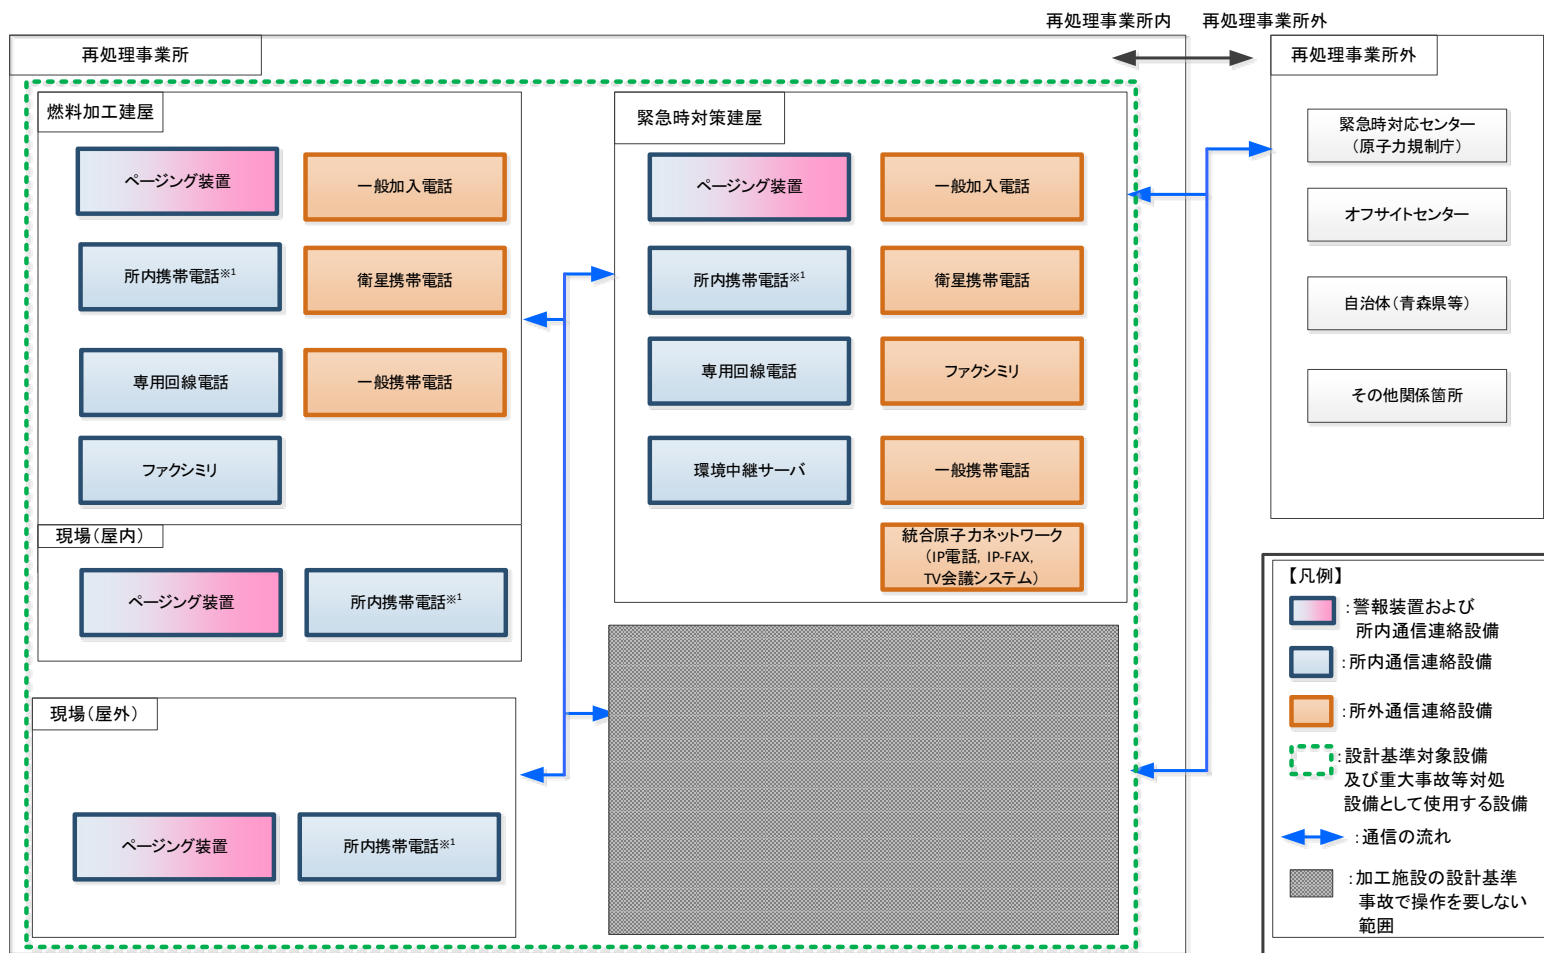 再処理事業所内
再処理事業所外
再処理事業所
再処理事業所外
燃料加工建屋
ページング装置
一般加入電話
所内携帯電話※1
衛星携帯電話
専用回線電話
一般携帯電話
ファクシミリ
現場(屋内)
ページング装置
所内携帯電話※1
現場(屋外)
ページング装置
所内携帯電話※1
緊急時対策建屋
ページング装置
一般加入電話
所内携帯電話※1
衛星携帯電話
専用回線電話
ファクシミリ
環境中継サーバ
一般携帯電話
統合原子力ネットワーク
(IP電話, IP-FAX,
TV会議システム)
緊急時対応センター
(原子力規制庁)
オフサイトセンター
自治体(青森県等)
その他関係箇所
【凡例】
:警報装置および
所内通信連絡設備
:所内通信連絡設備
:所外通信連絡設備
:設計基準対象設備
及び重大事故等対処
設備として使用する設備
:通信の流れ
:加工施設の設計基準
事故で操作を要しない
範囲